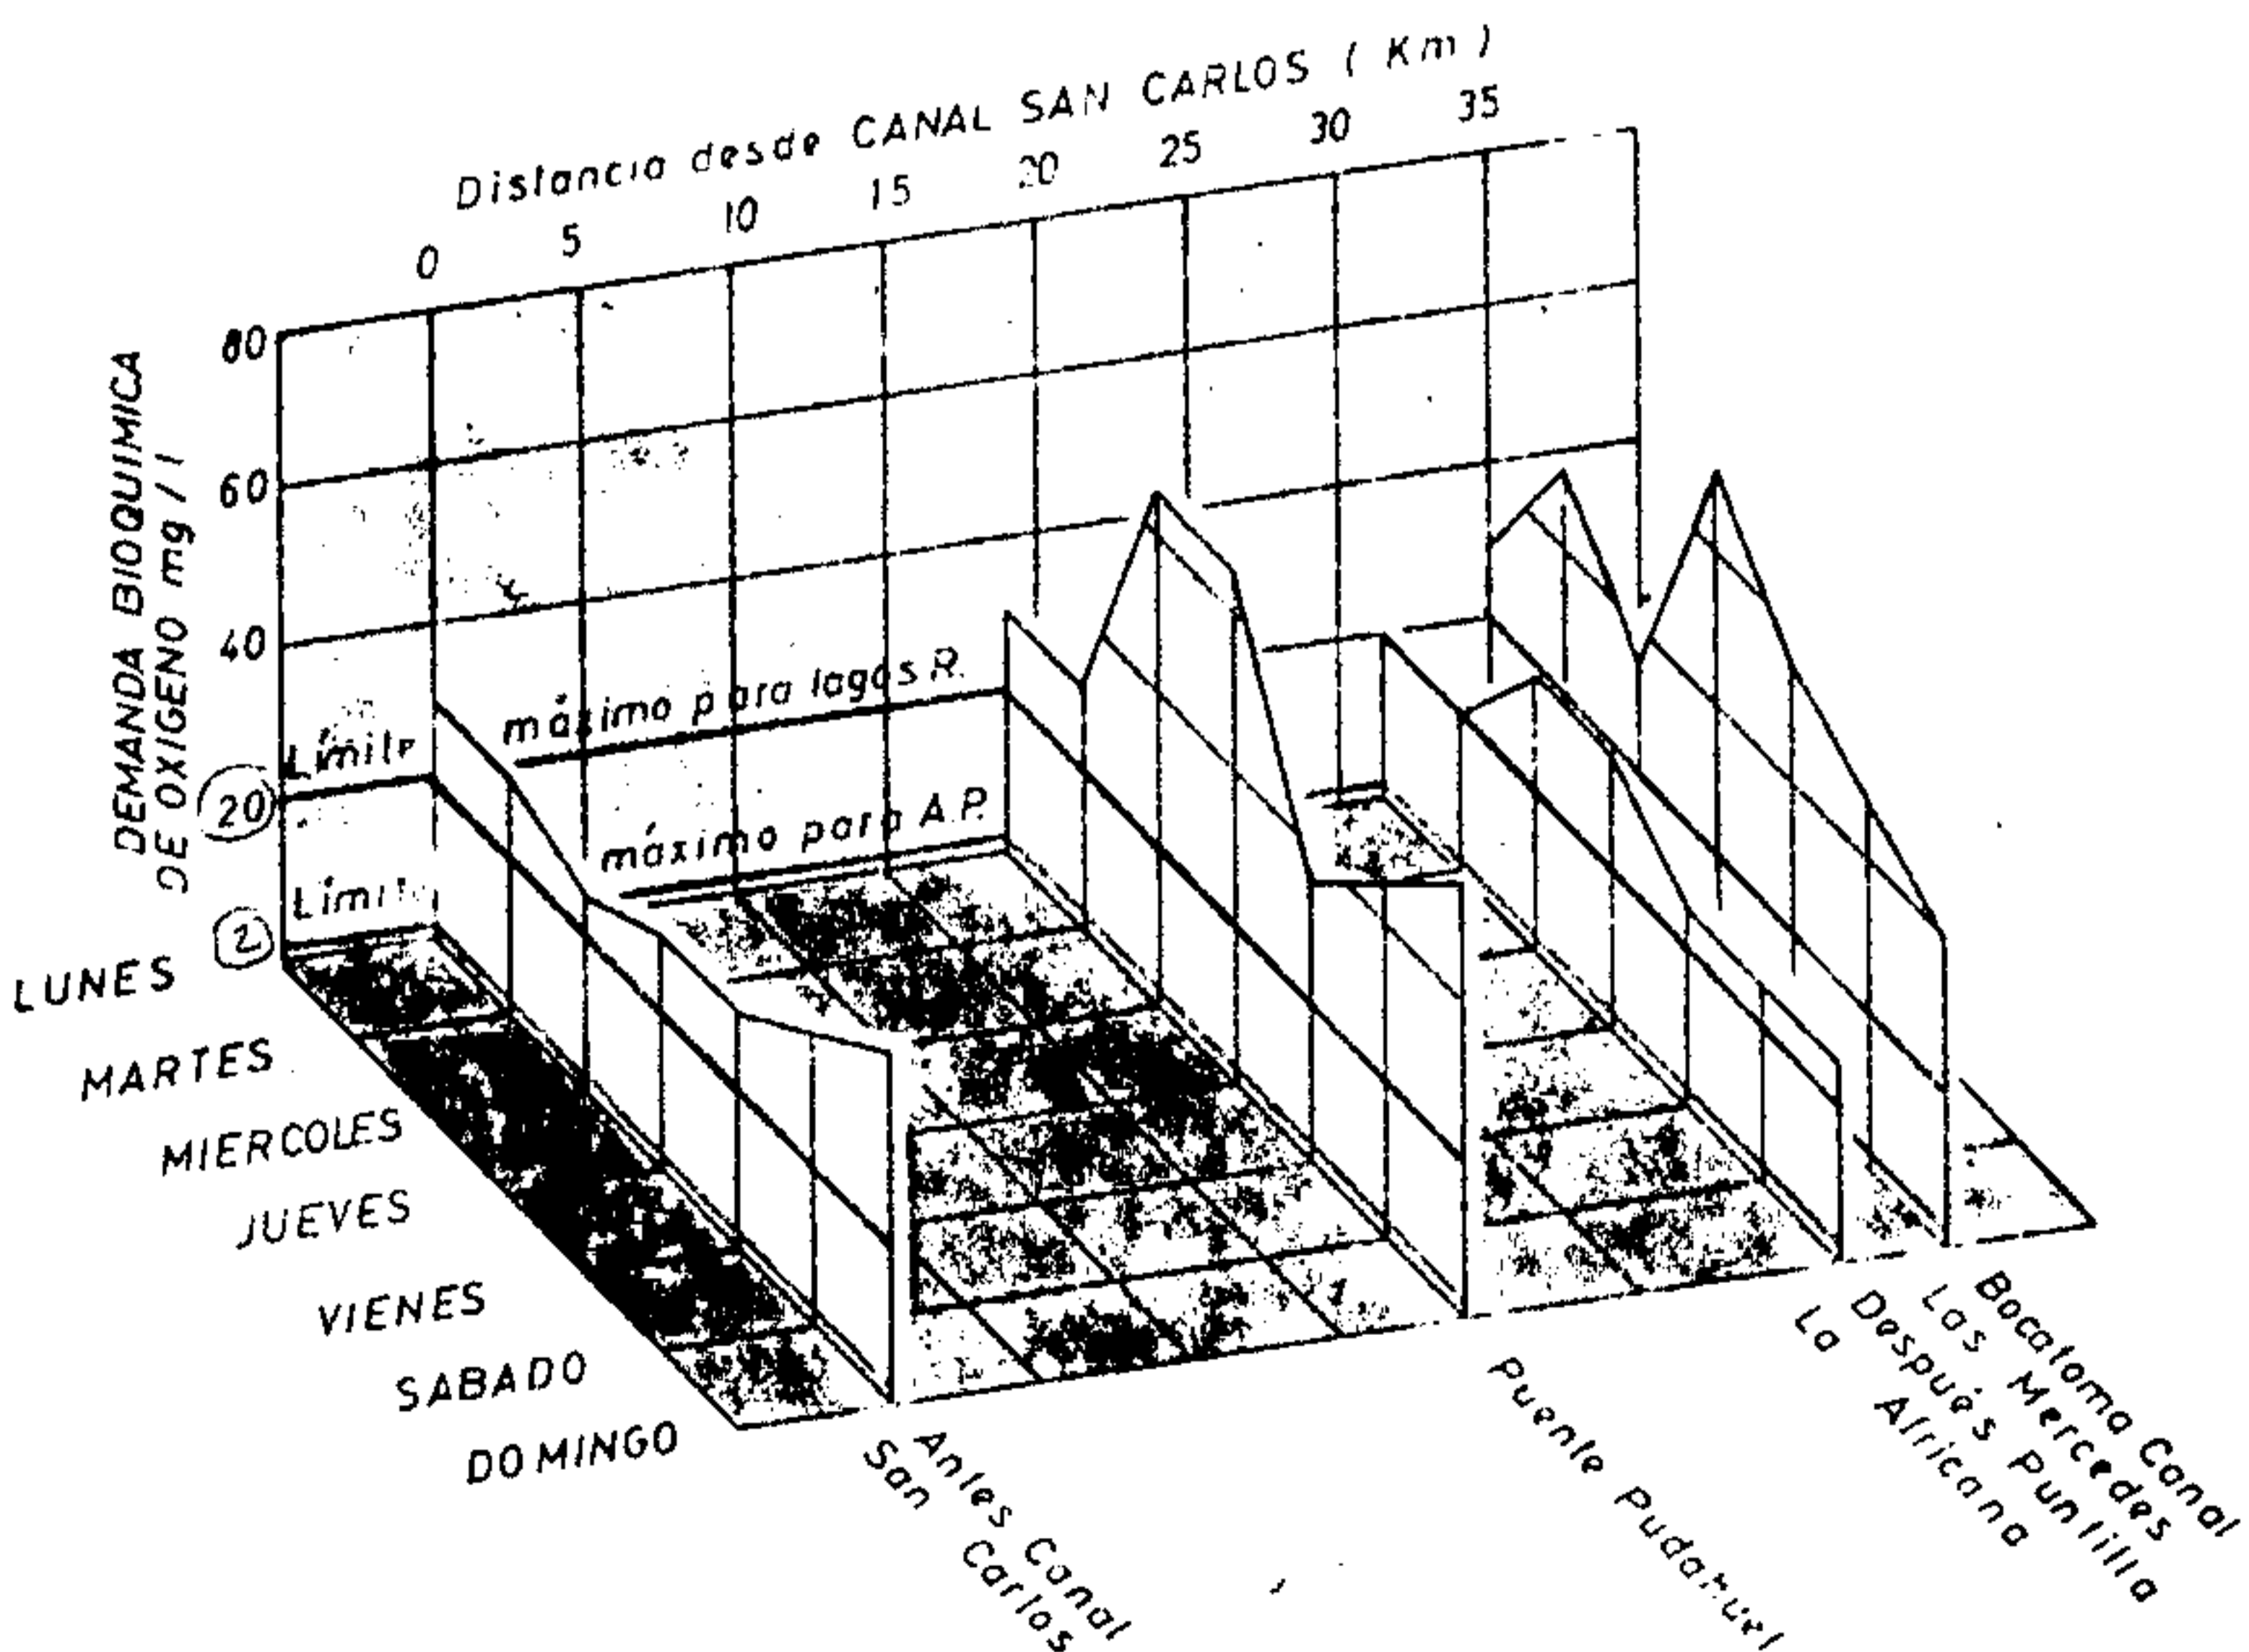 Distancia desde CANAL SAN CARLOS ( Km )
0 5 10 15 20 25 30 35
DEMANDA BIOQUIMICA
DE OXIGENO mg / l
80
60
40
20
2
Límite máximo para lagos R.
Límite máximo para A.P.
LUNES
MARTES
MIERCOLES
JUEVES
VIENES
SABADO
DOMINGO
Antes Canal
San Carlos
Puente Pudahuel
Después Puntilla
La Africana
Bocatoma Canal
Las Mercedes